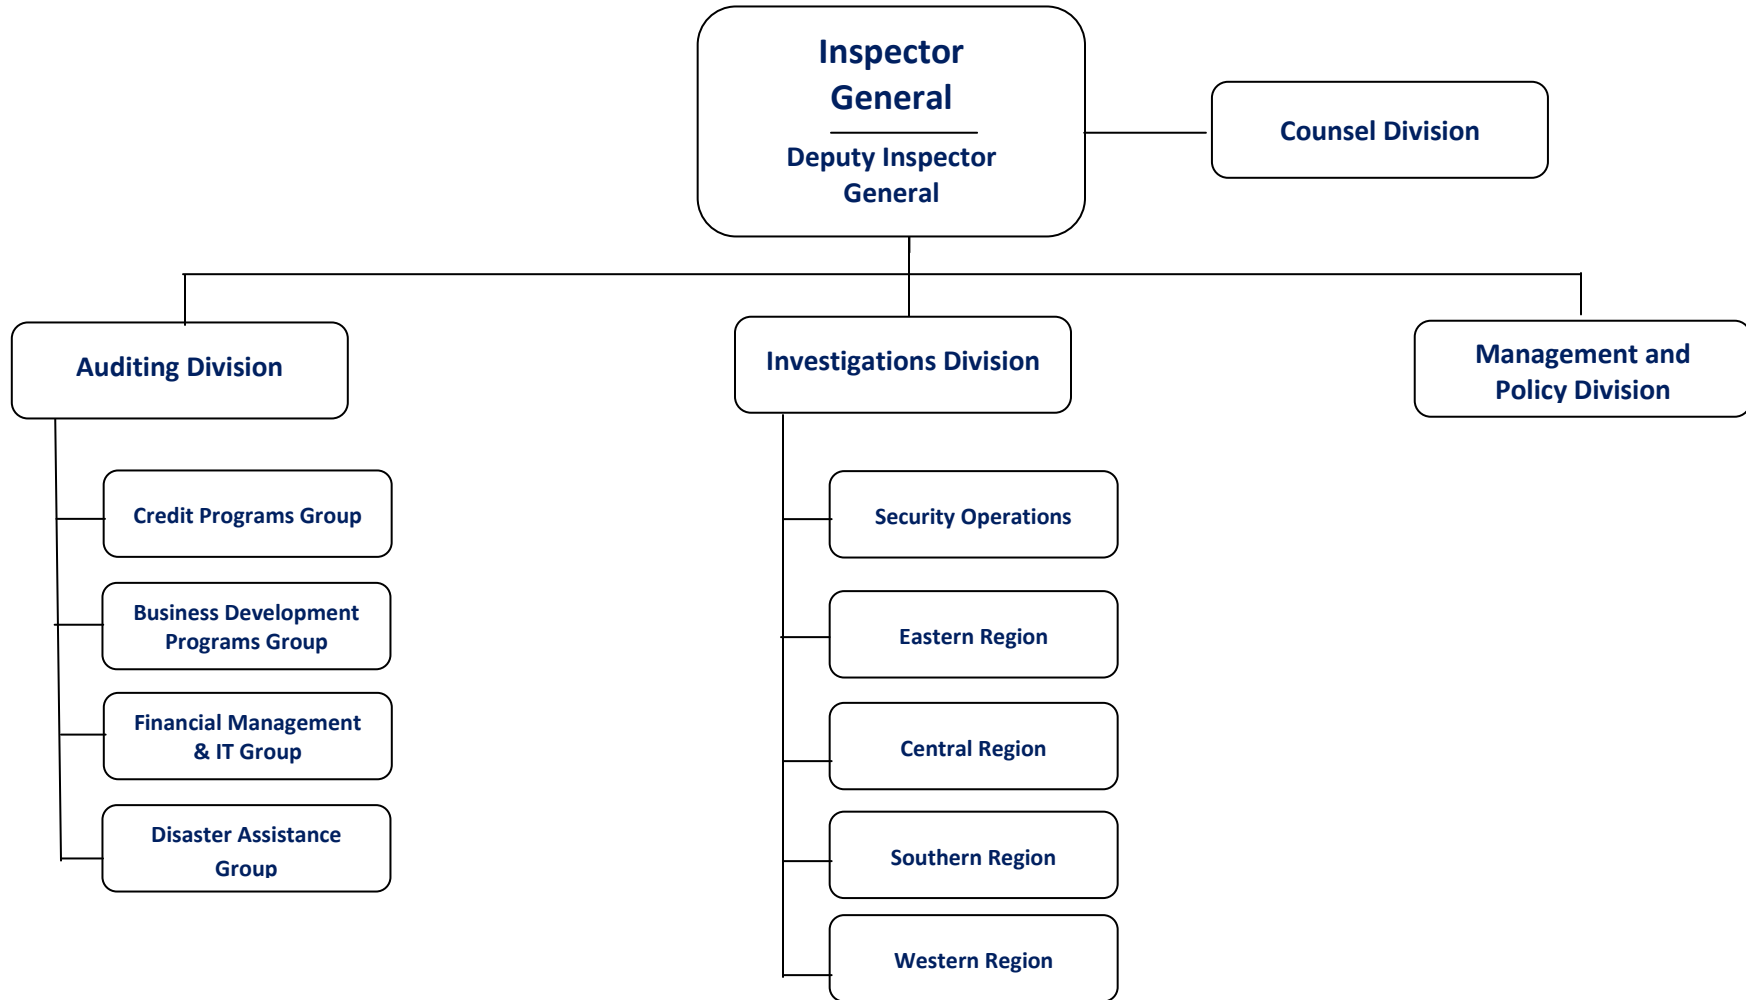 Inspector
General
Deputy Inspector
General
Counsel Division
Auditing Division
Investigations Division
Management and
Policy Division
Credit Programs Group
Business Development
Programs Group
Financial Management
& IT Group
Disaster Assistance
Group
Security Operations
Eastern Region
Central Region
Southern Region
Western Region